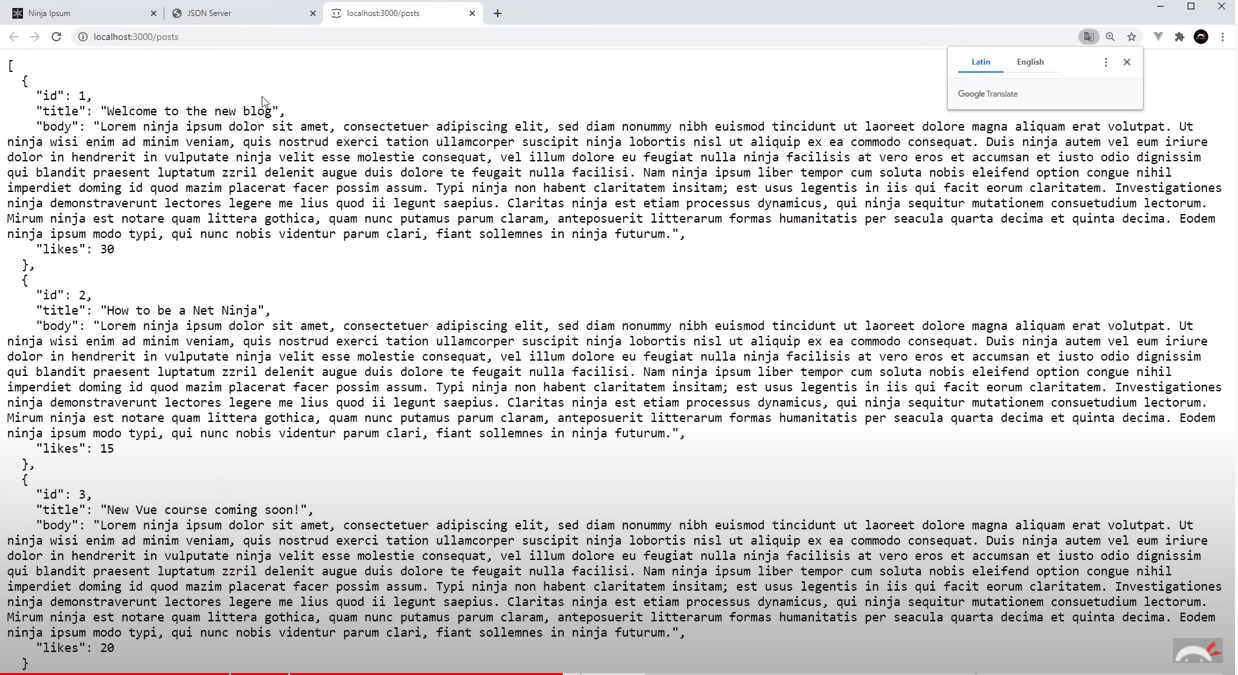 Ninja Ipsum
JSON Server
localhost:3000/posts
localhost:3000/posts
Latin English
Google Translate
[
{
"id": 1,
"title": "Welcome to the new blog",
"body": "Lorem ninja ipsum dolor sit amet, consectetuer adipiscing elit, sed diam nonummy nibh euismod tincidunt ut laoreet dolore magna aliquam erat volutpat. Ut
ninja wisi enim ad minim veniam, quis nostrud exerci tation ullamcorper suscipit ninja lobortis nisl ut aliquip ex ea commodo consequat. Duis ninja autem vel eum iriure
dolor in hendrerit in vulputate ninja velit esse molestie consequat, vel illum dolore eu feugiat nulla ninja facilisis at vero eros et accumsan et iusto odio dignissim
qui blandit praesent luptatum zzril delenit augue duis dolore te feugait nulla facilisi. Nam ninja ipsum liber tempor cum soluta nobis eleifend option congue nihil
imperdiet doming id quod mazim placerat facer possim assum. Typi ninja non habent claritatem insitam; est usus legentis in iis qui facit eorum claritatem. Investigationes
ninja demonstraverunt lectores legere me lius quod ii legunt saepius. Claritas ninja est etiam processus dynamicus, qui ninja sequitur mutationem consuetudium lectorum.
Mirum ninja est notare quam littera gothica, quam nunc putamus parum claram, anteposuerit litterarum formas humanitatis per seacula quarta decima et quinta decima. Eodem
ninja ipsum modo typi, qui nunc nobis videntur parum clari, fiant sollemnes in ninja futurum.",
"likes": 30
},
{
"id": 2,
"title": "How to be a Net Ninja",
"body": "Lorem ninja ipsum dolor sit amet, consectetuer adipiscing elit, sed diam nonummy nibh euismod tincidunt ut laoreet dolore magna aliquam erat volutpat. Ut
ninja wisi enim ad minim veniam, quis nostrud exerci tation ullamcorper suscipit ninja lobortis nisl ut aliquip ex ea commodo consequat. Duis ninja autem vel eum iriure
dolor in hendrerit in vulputate ninja velit esse molestie consequat, vel illum dolore eu feugiat nulla ninja facilisis at vero eros et accumsan et iusto odio dignissim
qui blandit praesent luptatum zzril delenit augue duis dolore te feugait nulla facilisi. Nam ninja ipsum liber tempor cum soluta nobis eleifend option congue nihil
imperdiet doming id quod mazim placerat facer possim assum. Typi ninja non habent claritatem insitam; est usus legentis in iis qui facit eorum claritatem. Investigationes
ninja demonstraverunt lectores legere me lius quod ii legunt saepius. Claritas ninja est etiam processus dynamicus, qui ninja sequitur mutationem consuetudium lectorum.
Mirum ninja est notare quam littera gothica, quam nunc putamus parum claram, anteposuerit litterarum formas humanitatis per seacula quarta decima et quinta decima. Eodem
ninja ipsum modo typi, qui nunc nobis videntur parum clari, fiant sollemnes in ninja futurum.",
"likes": 15
},
{
"id": 3,
"title": "New Vue course coming soon!",
"body": "Lorem ninja ipsum dolor sit amet, consectetuer adipiscing elit, sed diam nonummy nibh euismod tincidunt ut laoreet dolore magna aliquam erat volutpat. Ut
ninja wisi enim ad minim veniam, quis nostrud exerci tation ullamcorper suscipit ninja lobortis nisl ut aliquip ex ea commodo consequat. Duis ninja autem vel eum iriure
dolor in hendrerit in vulputate ninja velit esse molestie consequat, vel illum dolore eu feugiat nulla ninja facilisis at vero eros et accumsan et iusto odio dignissim
qui blandit praesent luptatum zzril delenit augue duis dolore te feugait nulla facilisi. Nam ninja ipsum liber tempor cum soluta nobis eleifend option congue nihil
imperdiet doming id quod mazim placerat facer possim assum. Typi ninja non habent claritatem insitam; est usus legentis in iis qui facit eorum claritatem. Investigationes
ninja demonstraverunt lectores legere me lius quod ii legunt saepius. Claritas ninja est etiam processus dynamicus, qui ninja sequitur mutationem consuetudium lectorum.
Mirum ninja est notare quam littera gothica, quam nunc putamus parum claram, anteposuerit litterarum formas humanitatis per seacula quarta decima et quinta decima. Eodem
ninja ipsum modo typi, qui nunc nobis videntur parum clari, fiant sollemnes in ninja futurum.",
"likes": 20
}